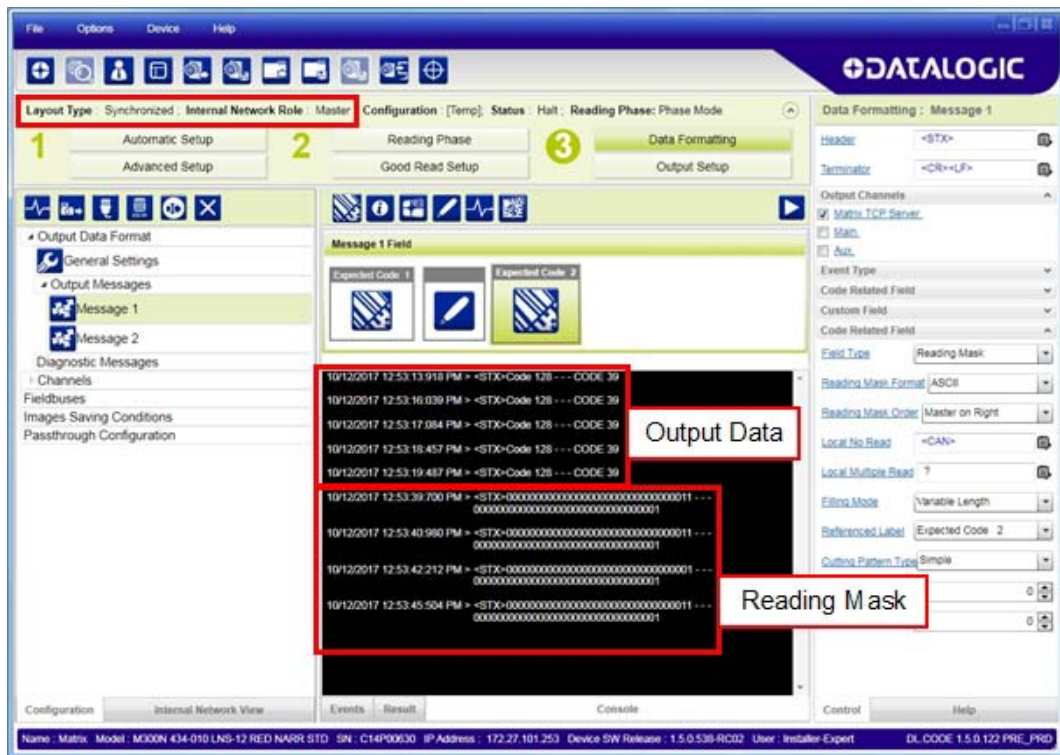 File Options Device Help
DATALOGIC
Layout Type : Synchronized ; Internal Network Role : Master Configuration : [Temp]; Status : Halt ; Reading Phase: Phase Mode
1 Automatic Setup 2 Reading Phase 3 Data Formatting
Advanced Setup Good Read Setup Output Setup
Output Data Format
General Settings
Output Messages
Message 1
Message 2
Diagnostic Messages
Channels
Fieldbuses
Images Saving Conditions
Passthrough Configuration
Configuration Internal Network View
Message 1 Field
Expected Code 1 Expected Code 2
10/12/2017 12:53:13:918 PM > <STX>Code 128 - - - CODE 39
10/12/2017 12:53:16:039 PM > <STX>Code 128 - - - CODE 39
10/12/2017 12:53:17:084 PM > <STX>Code 128 - - - CODE 39
10/12/2017 12:53:18:457 PM > <STX>Code 128 - - - CODE 39
10/12/2017 12:53:19:487 PM > <STX>Code 128 - - - CODE 39
Output Data
10/12/2017 12:53:39:700 PM > <STX>00000000000000000000000000000011 - - -
00000000000000000000000000000001
10/12/2017 12:53:40:980 PM > <STX>00000000000000000000000000000011 - - -
00000000000000000000000000000001
10/12/2017 12:53:42:212 PM > <STX>00000000000000000000000000000001 - - -
00000000000000000000000000000001
10/12/2017 12:53:45:504 PM > <STX>00000000000000000000000000000011 - - -
00000000000000000000000000000001
Reading Mask
Events Result Console
Data Formatting : Message 1
Header <STX>
Terminator <CR><LF>
Output Channels
Matrix TCP Server
Main
Aux
Event Type
Code Related Field
Custom Field
Code Related Field
Field Type Reading Mask
Reading Mask Format ASCII
Reading Mask Order Master on Right
Local No Read <CAN>
Local Multiple Read ?
Filling Mode Variable Length
Referenced Label Expected Code 2
Cutting Pattern Type Simple
0
0
Control Help
Name : Matrix Model : M300N 434-010 LNS-12 RED NARR STD SN : C14P00630 IP Address : 172.27.101.253 Device SW Release : 1.5.0.538-RC02 User : Installer-Expert DL.CODE 1.5.0.122 PRE_PRD